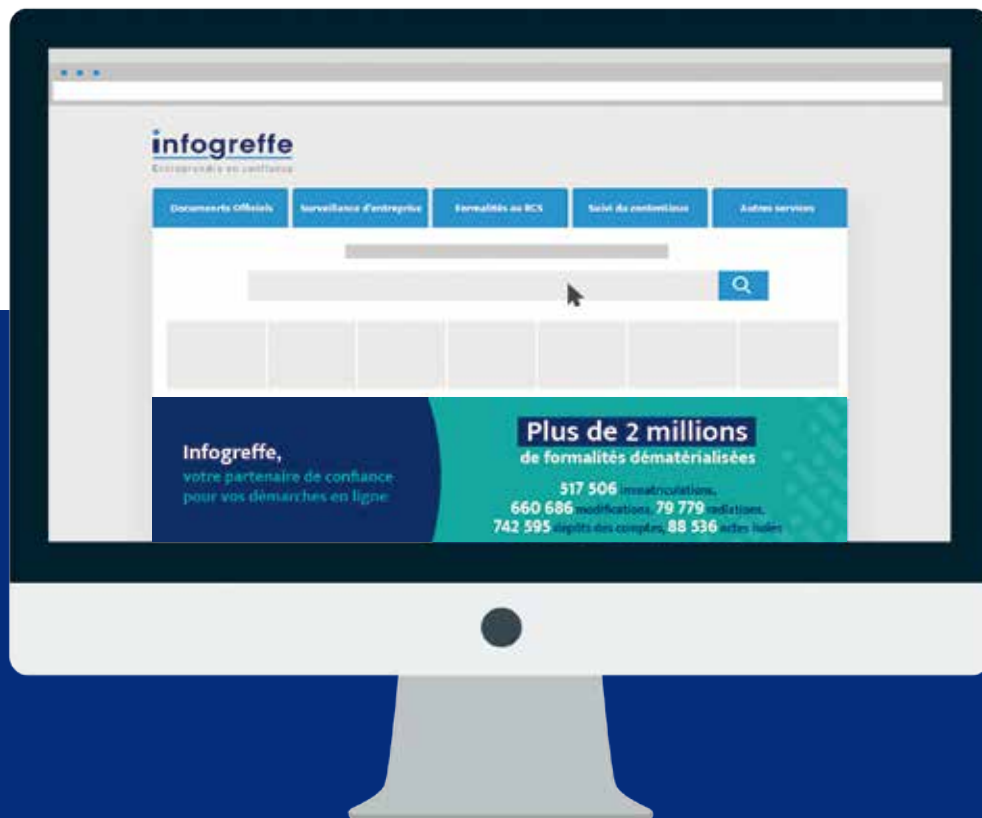 infogreffe
Entreprendre en confiance
Documents Officiels
Surveillance d'entreprise
Formalités au RCS
Suivi du contentieux
Autres services
Infogreffe,
votre partenaire de confiance
pour vos démarches en ligne
Plus de 2 millions
de formalités dématérialisées
517 506 immatriculations,
660 686 modifications, 79 779 radiations,
742 595 dépôts des comptes, 88 536 actes isolés